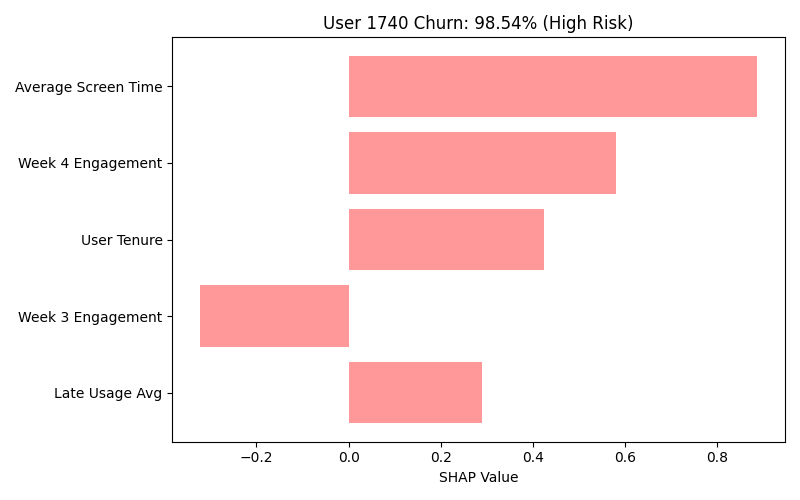 User 1740 Churn: 98.54% (High Risk)
Average Screen Time
Week 4 Engagement
User Tenure
Week 3 Engagement
Late Usage Avg
−0.2 0.0 0.2 0.4 0.6 0.8
SHAP Value